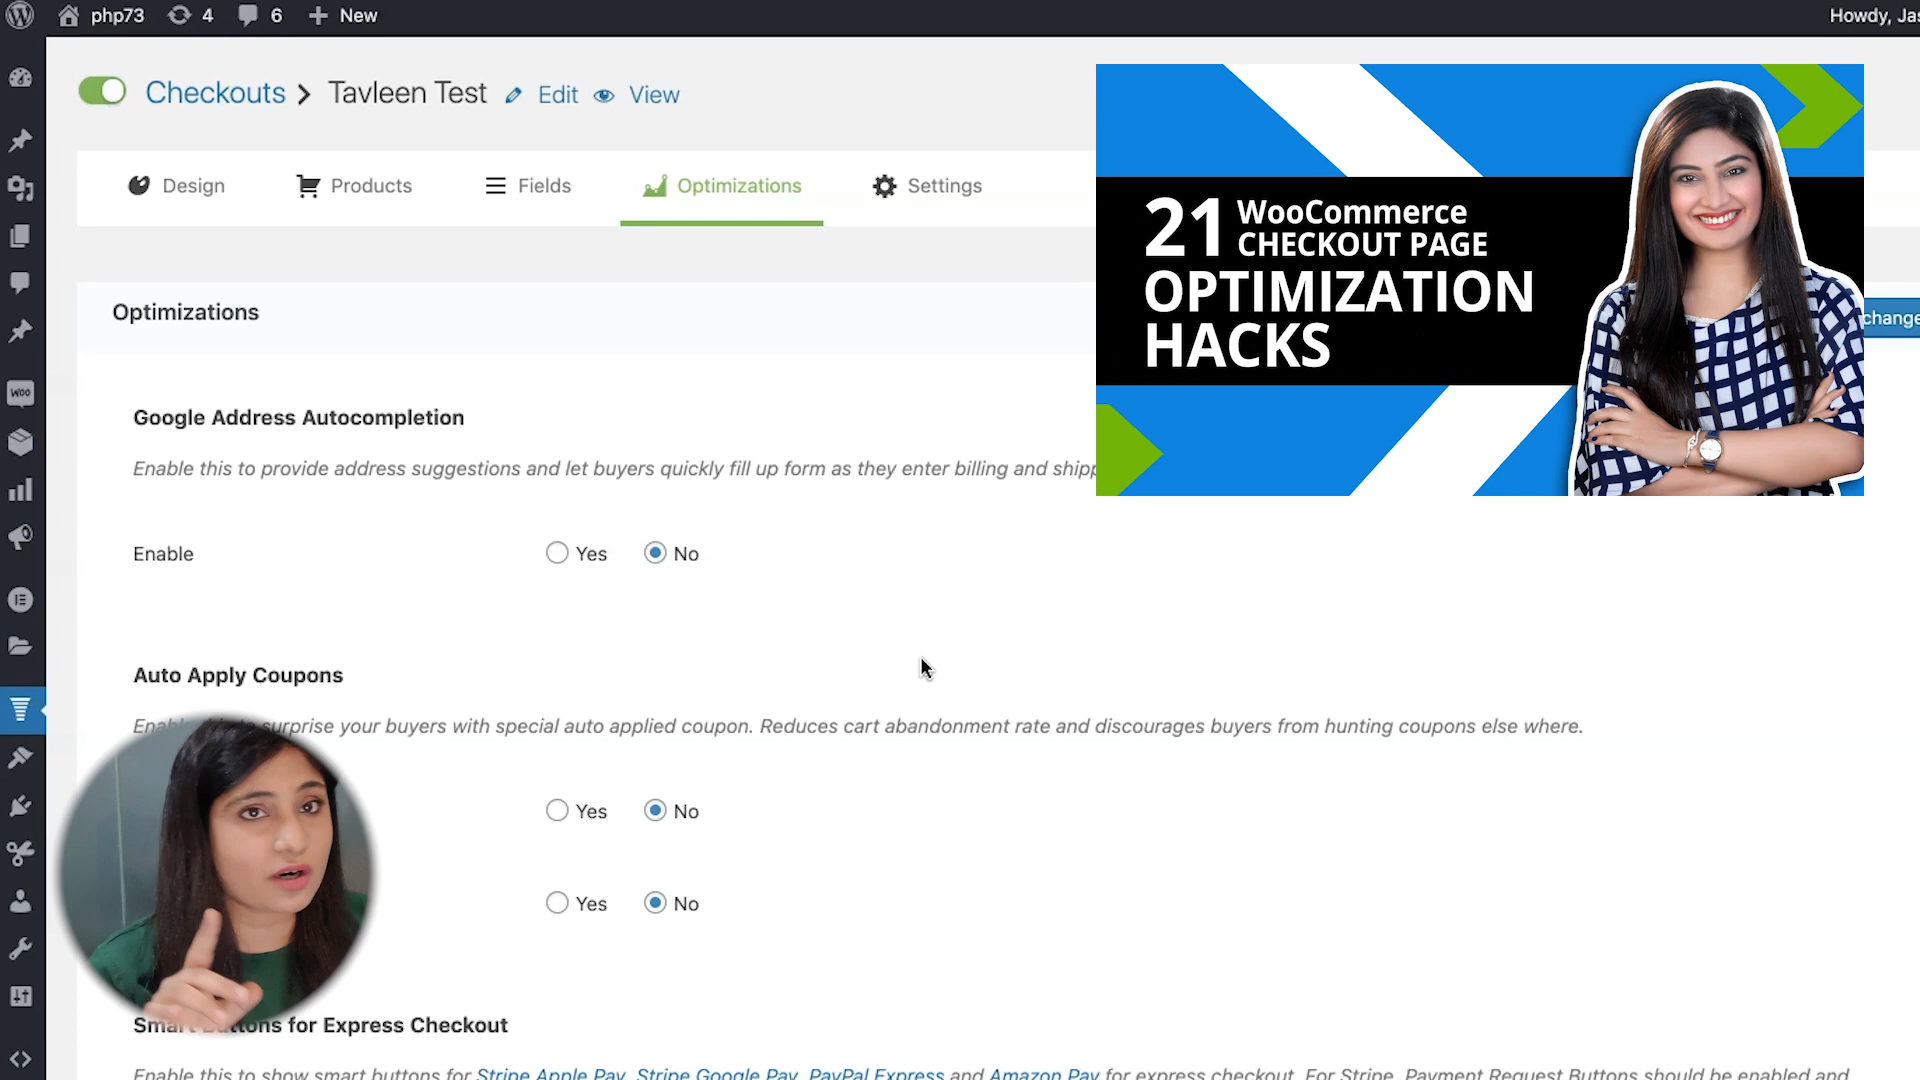 php73 4 6 New
Howdy, Jas
Checkouts Tavleen Test Edit View
Design Products Fields Optimizations Settings
21 WooCommerce
CHECKOUT PAGE
OPTIMIZATION
HACKS
Optimizations
change
Google Address Autocompletion
Enable this to provide address suggestions and let buyers quickly fill up form as they enter billing and shipp
Enable Yes No
Woo
Auto Apply Coupons
surprise your buyers with special auto applied coupon. Reduces cart abandonment rate and discourages buyers from hunting coupons else where.
Yes No
Yes No
Smart Buttons for Express Checkout
Enable this to show smart buttons for Stripe Apple Pay, Stripe Google Pay, PayPal Express and Amazon Pay for express checkout. For Stripe, Payment Request Buttons should be enabled and